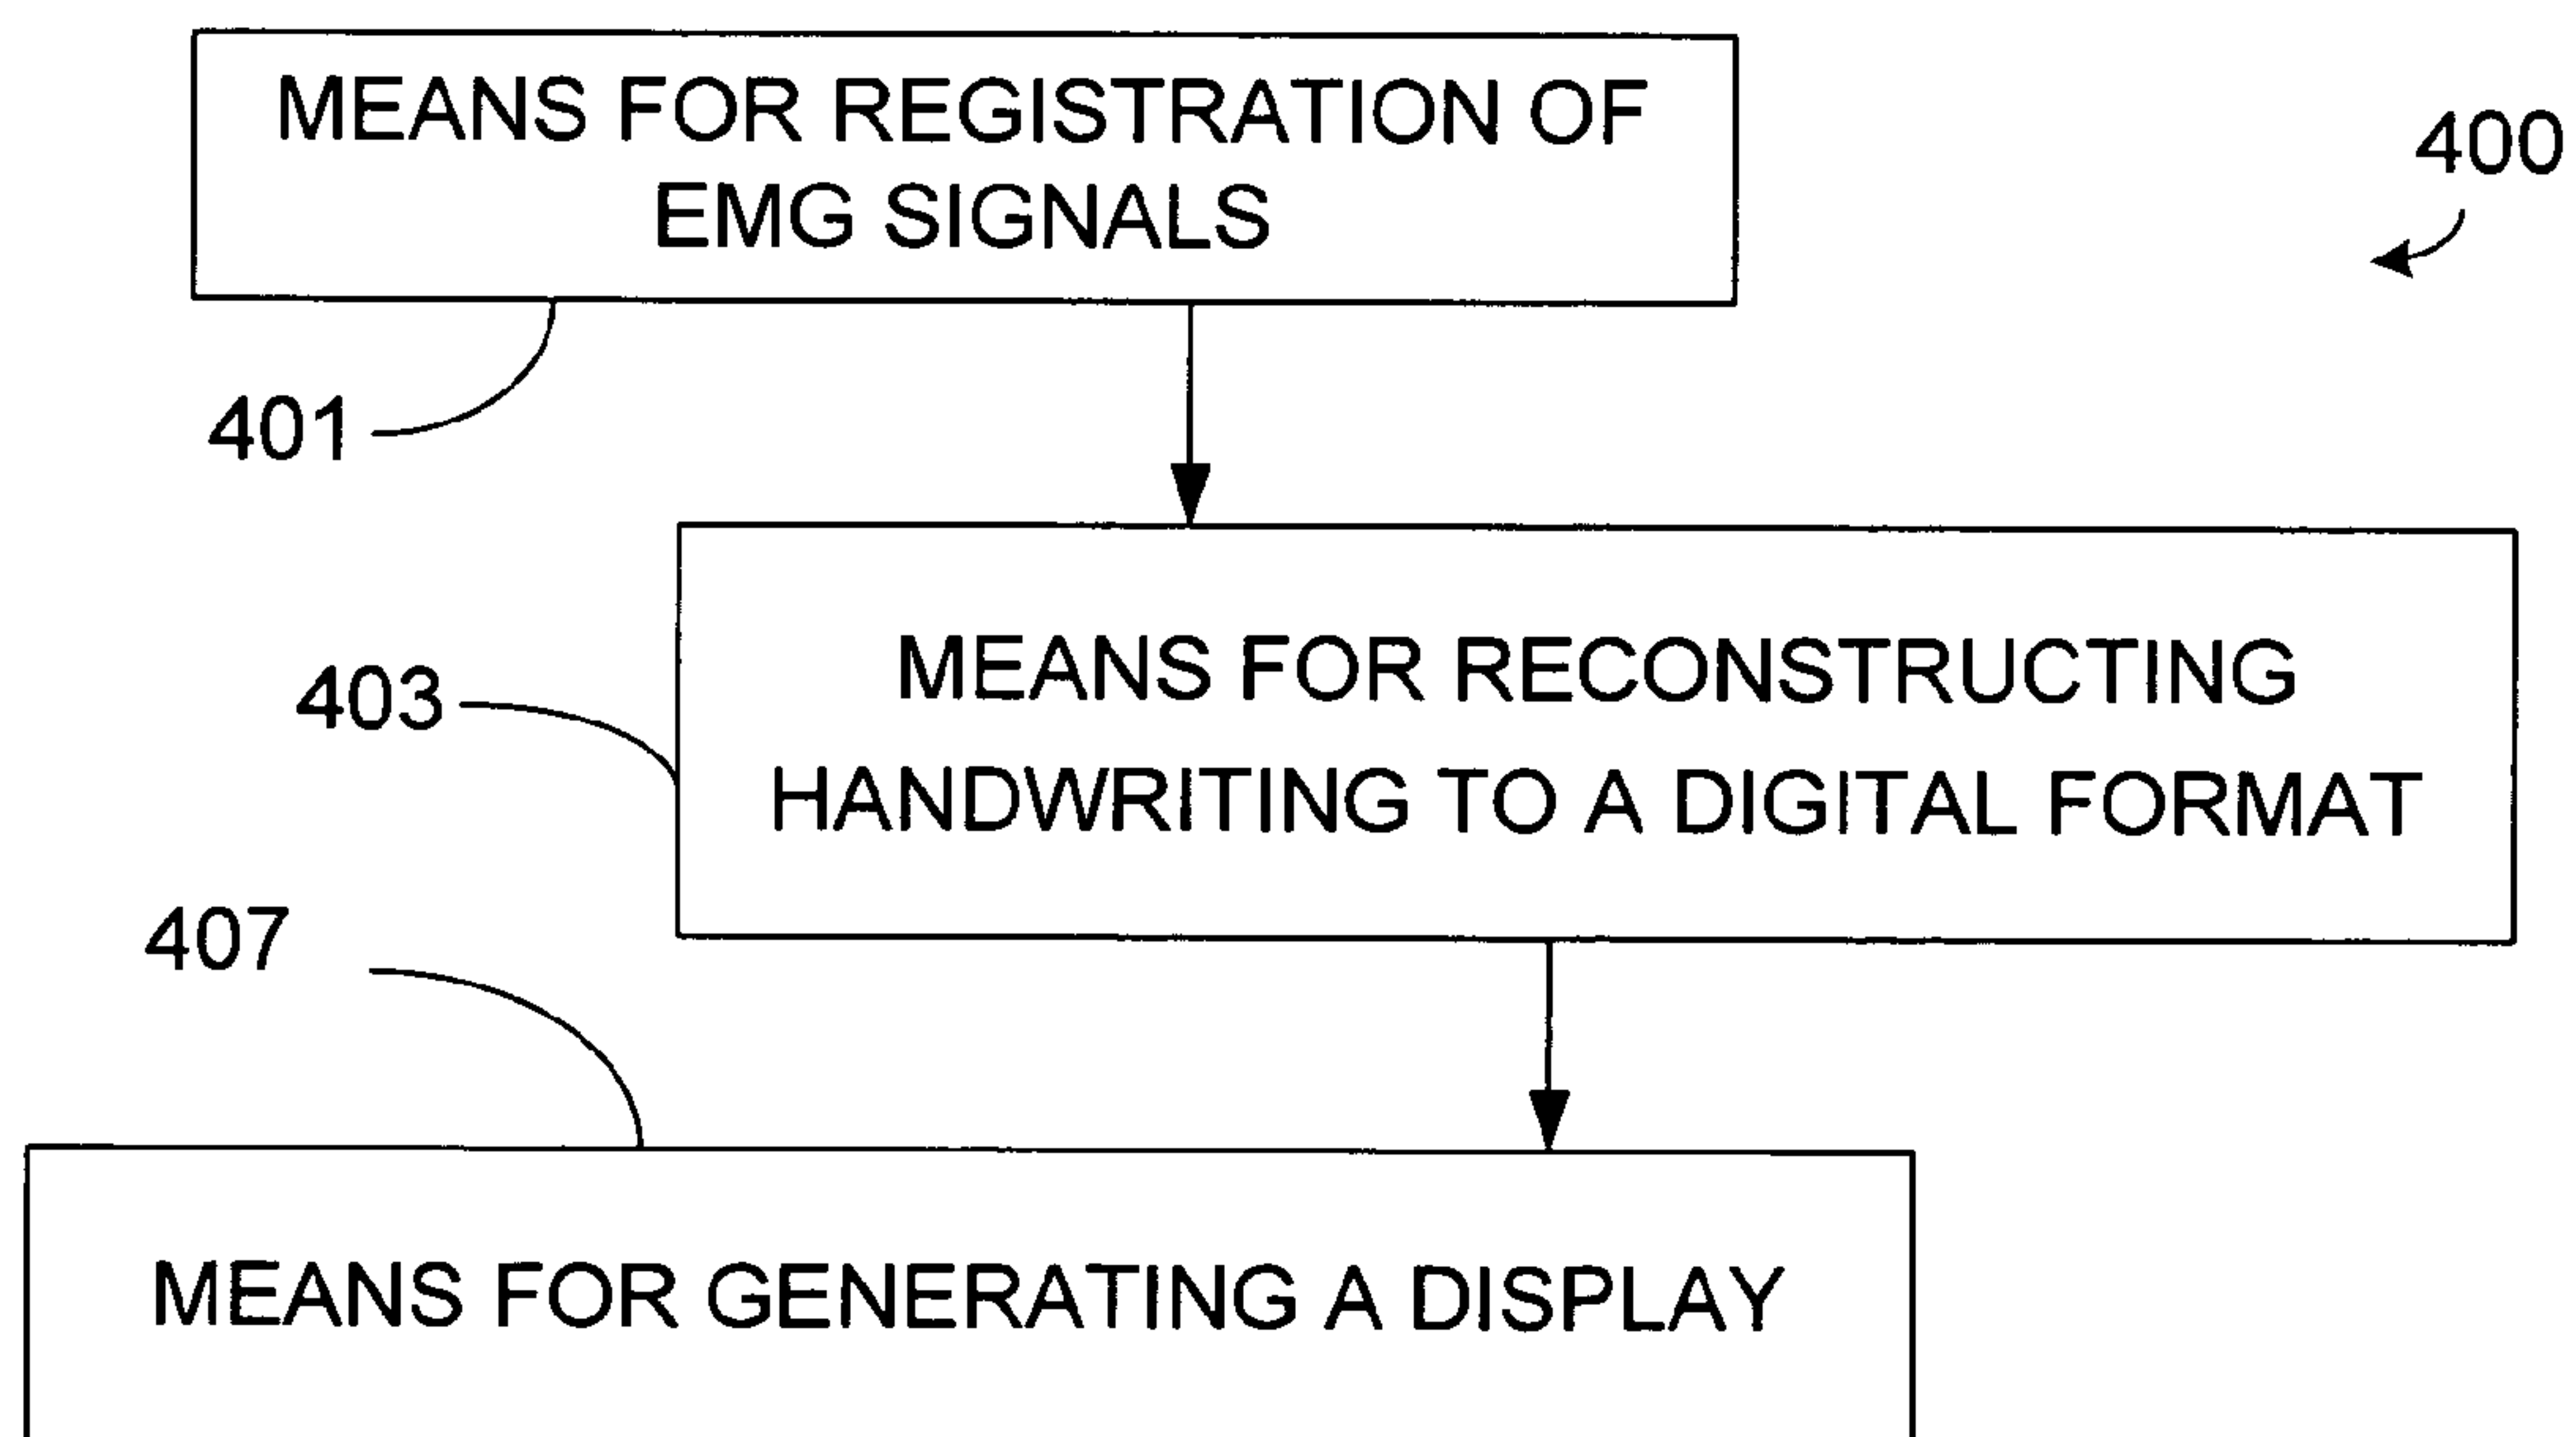 MEANS FOR REGISTRATION OF
EMG SIGNALS
400
401
MEANS FOR RECONSTRUCTING
403
HANDWRITING TO A DIGITAL FORMAT
407
MEANS FOR GENERATING A DISPLAY